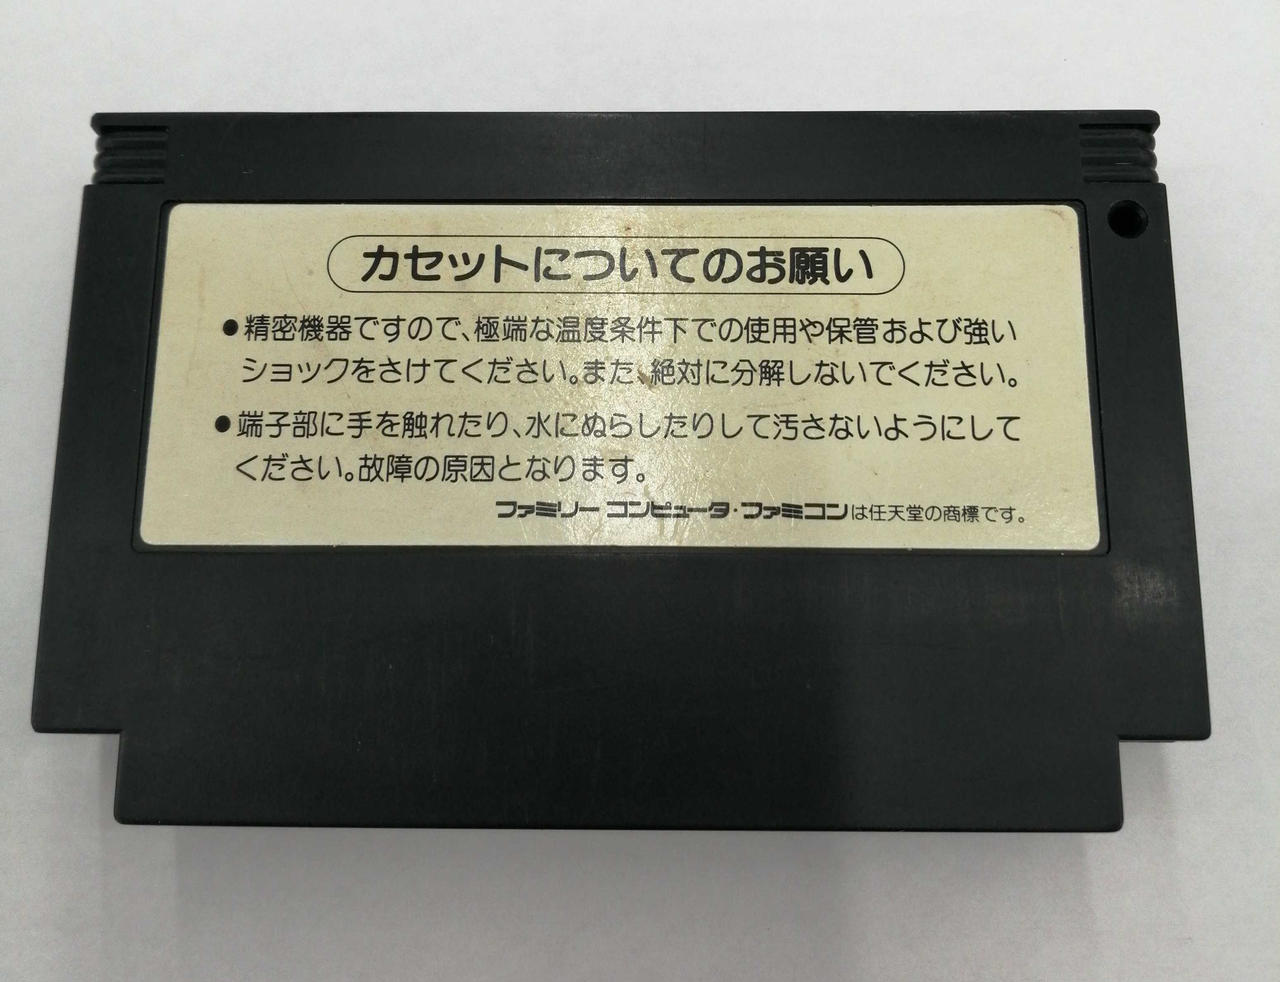 カセットについてのお願い
●精密機器ですので、極端な温度条件下での使用や保管および強い
ショックをさけてください。また、絶対に分解しないでください。
●端子部に手を触れたり、水にぬらしたりして汚さないようにして
ください。故障の原因となります。
ファミリー コンピュータ・ファミコンは任天堂の商標です。